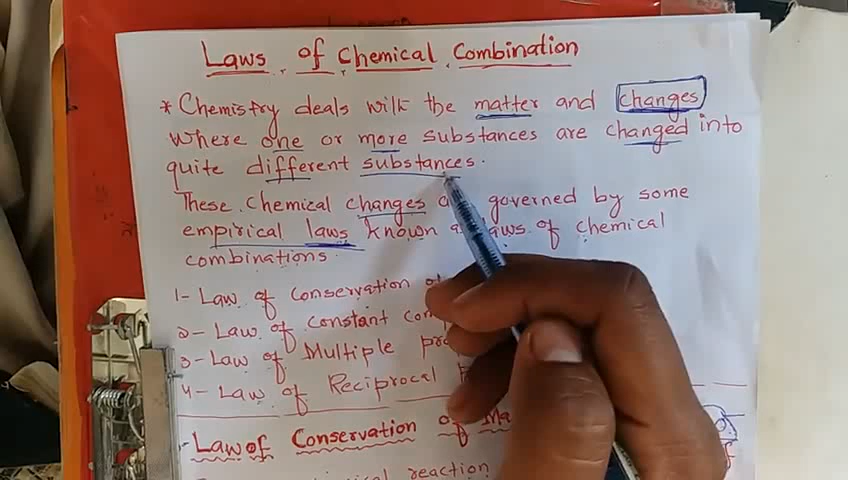 Laws of Chemical Combination
* Chemistry deals with the matter and changes
where one or more substances are changed into
quite different substances.
These chemical changes governed by some
empirical laws known laws of chemical
combinations.
1- Law of Conservation
2- Law of Constant
3- Law of Multiple
4- Law of Reciprocal
Law of Conservation of
reaction